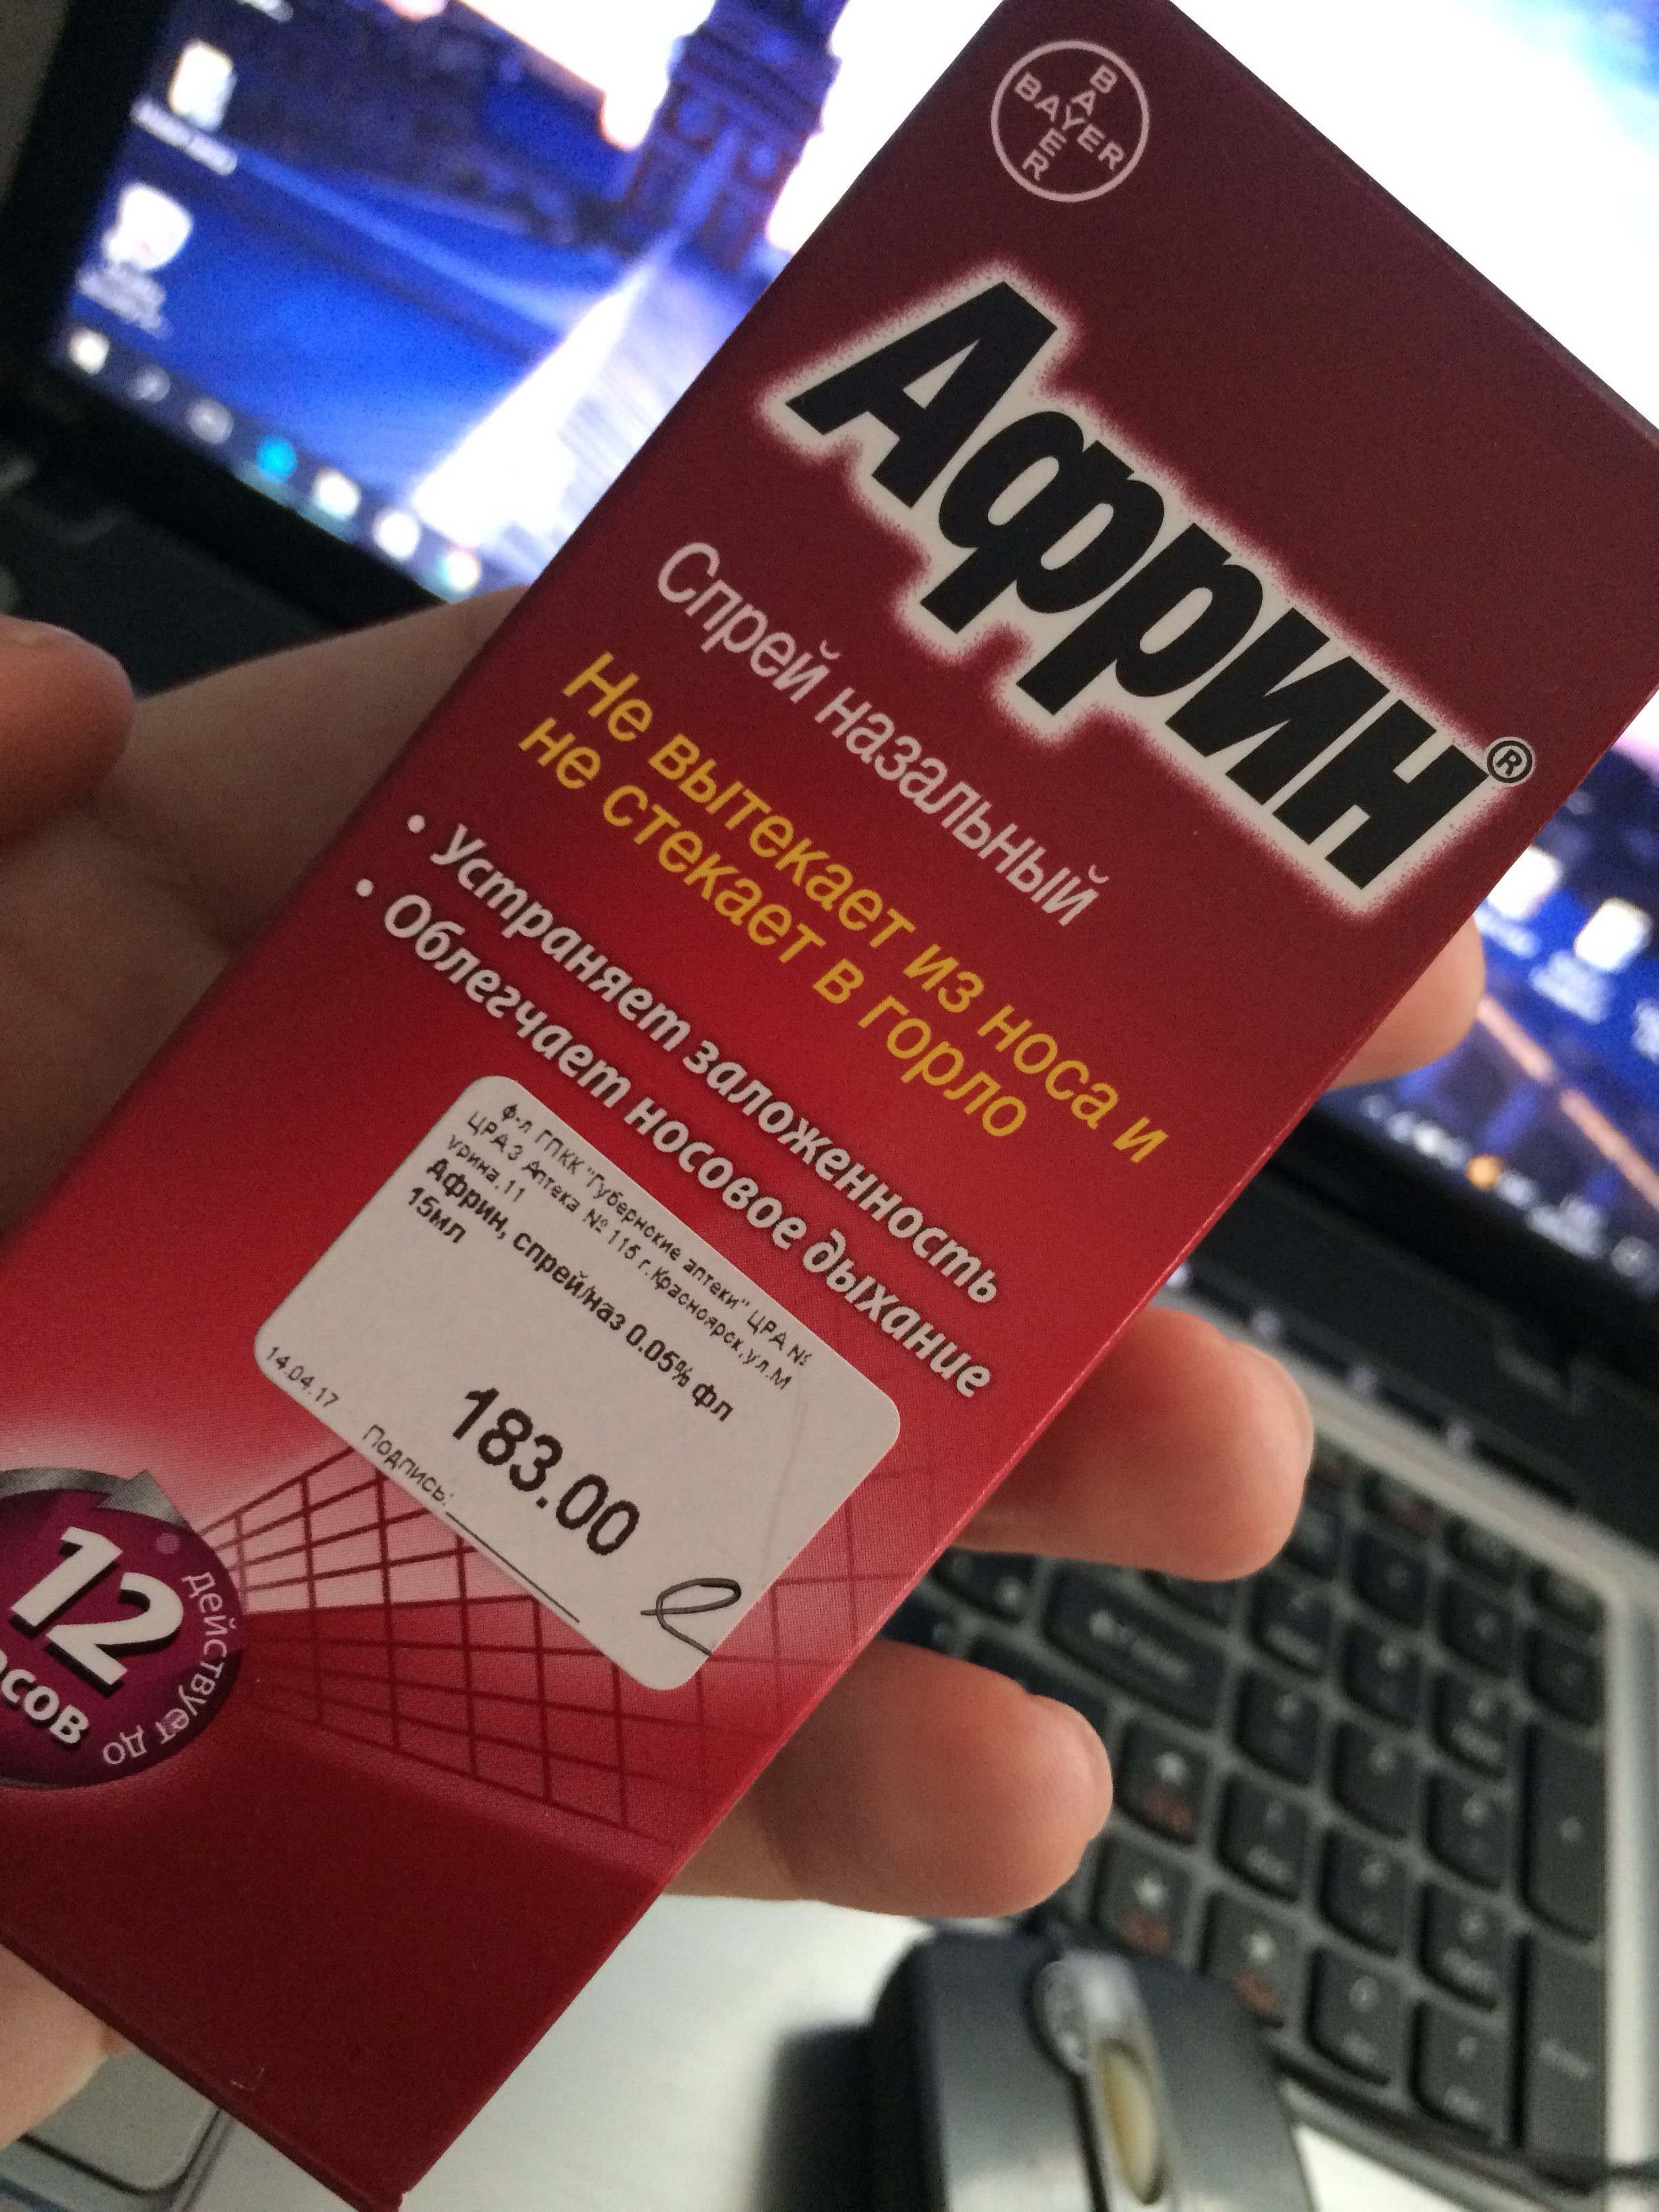 BAYER
BAYER
Африн®
Спрей назальный
Не вытекает из носа и
не стекает в горло
• Устраняет заложенность
• Облегчает носовое дыхание
ф-л ГПКК "Губернские аптеки" ЦРА №
ЦРА 3 Аптека № 115 г.Красноярск,ул.М
урина,11
Африн, спрей/наз 0.05% фл
15мл
183.00
14.04.17 Подпись:
действует до
12